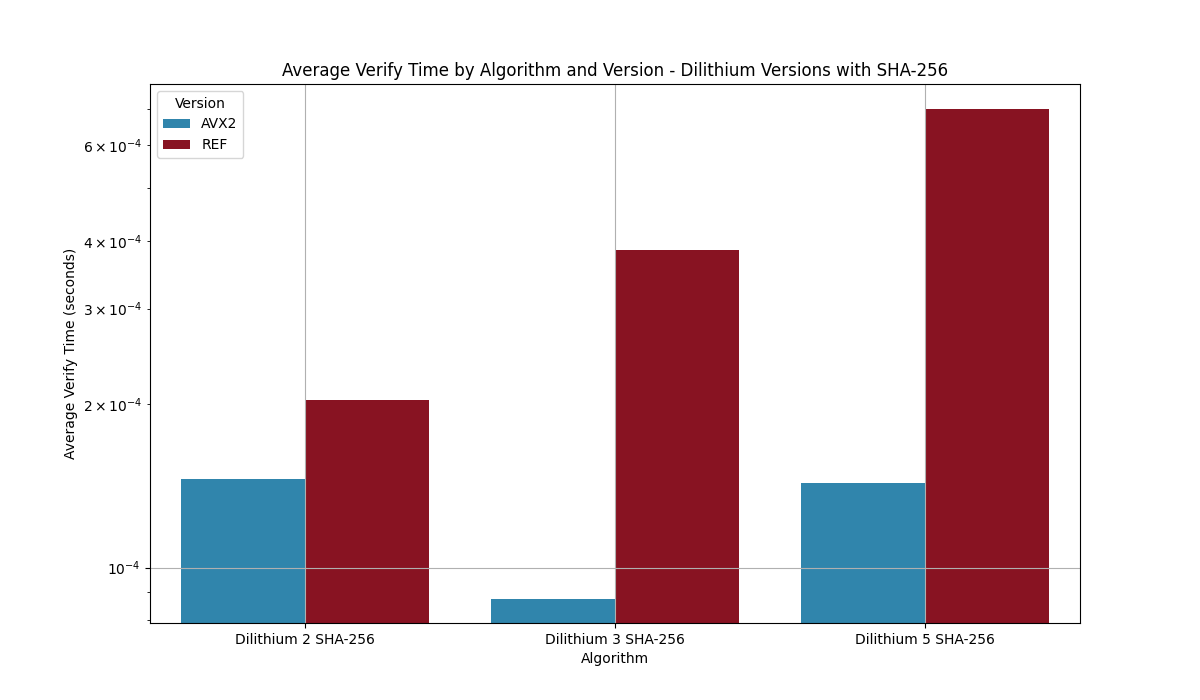 Average Verify Time by Algorithm and Version - Dilithium Versions with SHA-256
Version
AVX2
REF
Average Verify Time (seconds)
6 × 10⁻⁴
4 × 10⁻⁴
3 × 10⁻⁴
2 × 10⁻⁴
10⁻⁴
Dilithium 2 SHA-256
Dilithium 3 SHA-256
Dilithium 5 SHA-256
Algorithm